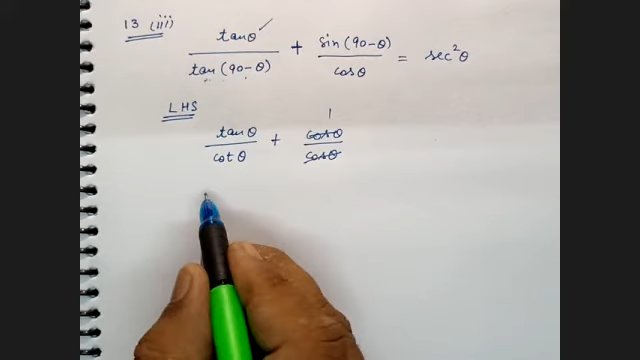 13 (iii)
tanθ / tan (90-θ) + sin (90-θ) / cosθ = sec²θ
LHS
1
tanθ / cotθ + cosθ / cosθ